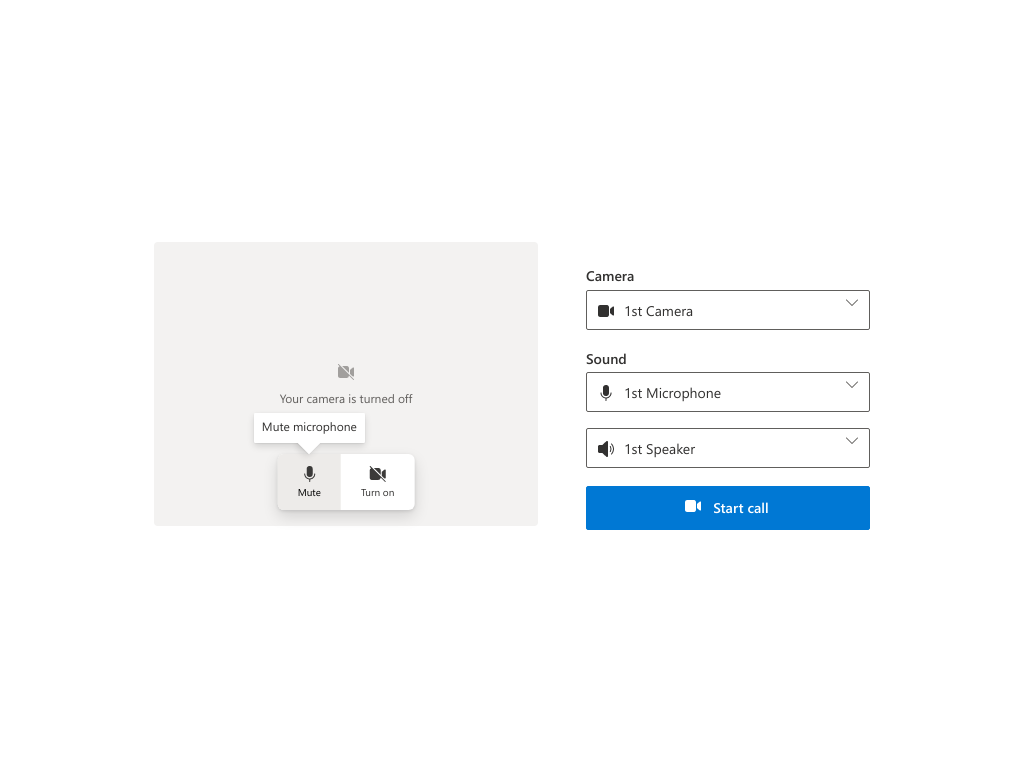 Your camera is turned off
Mute microphone
Mute
Turn on
Camera
1st Camera
Sound
1st Microphone
1st Speaker
Start call